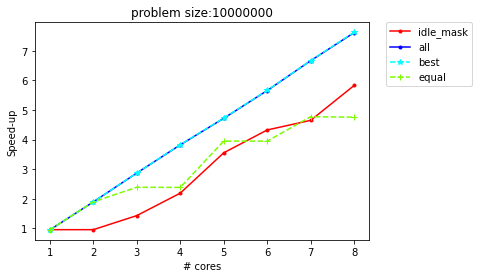 problem size:10000000
Speed-up
7
6
5
4
3
2
1
1 2 3 4 5 6 7 8
# cores
idle_mask
all
best
equal